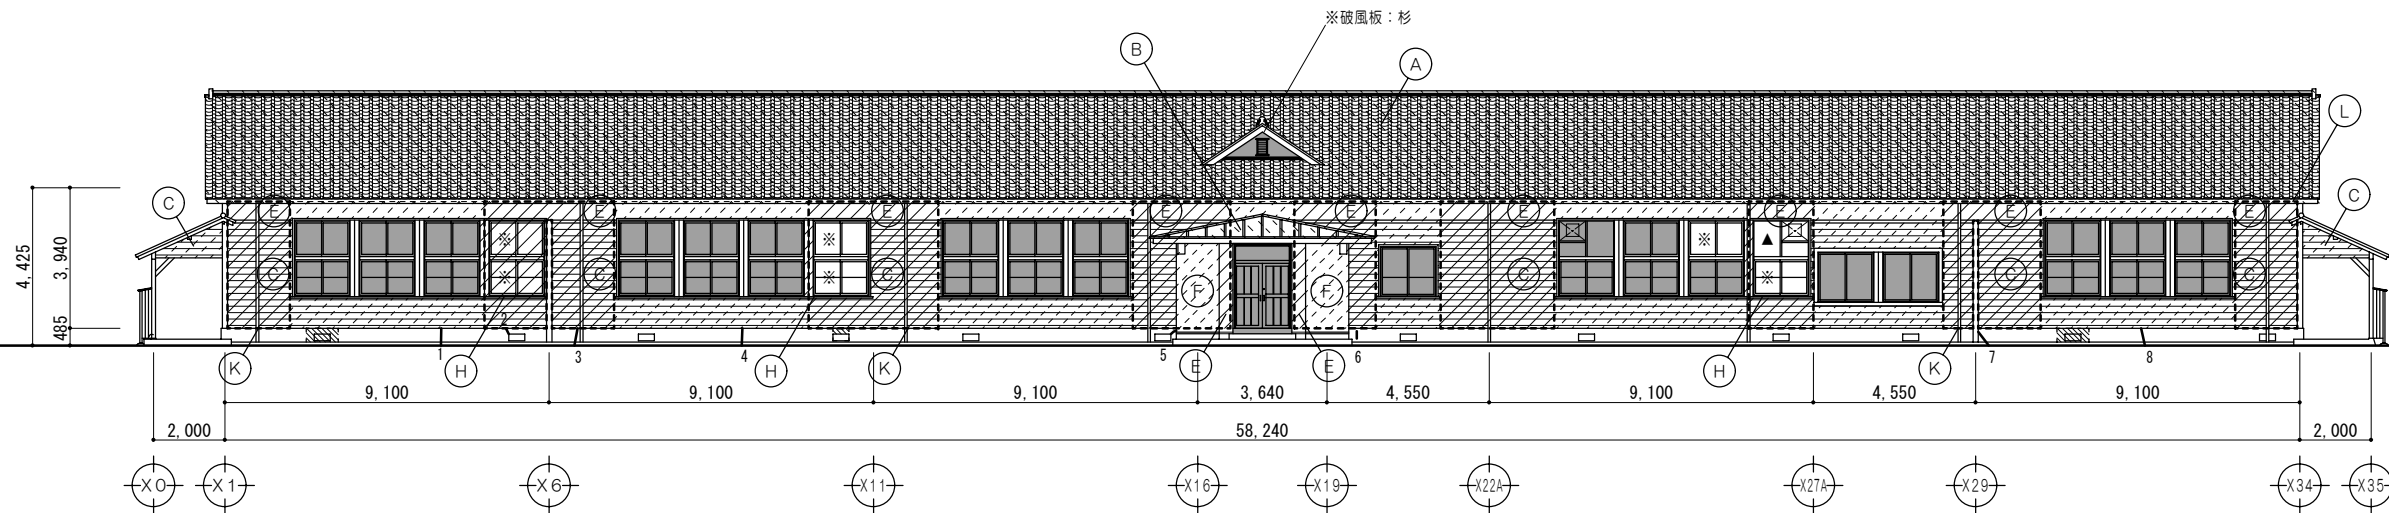 ※破風板:杉
B
A
L
C
C
E E E E E E E E E
※ ※ ※ ▲
4,425
3,940
C C C C C C
※ ※ ※
F F
485
2
1 3 4 5 6 7 8
K H H K E E H K
9,100 9,100 9,100 3,640 4,550 9,100 4,550 9,100
2,000 58,240 2,000
X0 X1 X6 X11 X16 X19 X22A X27A X29 X34 X35